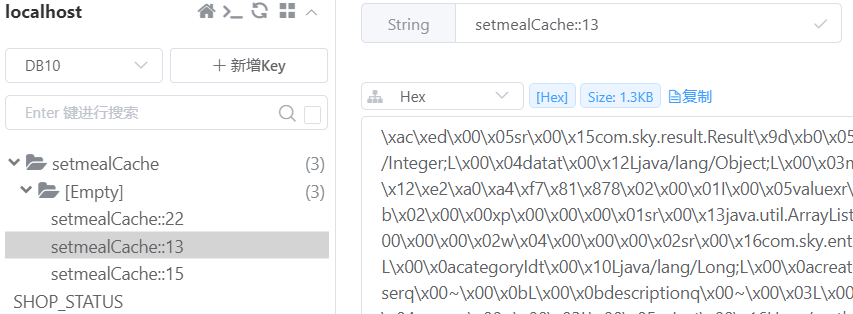 localhost
DB10
+ 新增Key
Enter 键进行搜索
setmealCache (3)
[Empty] (3)
setmealCache::22
setmealCache::13
setmealCache::15
SHOP_STATUS
String setmealCache::13
Hex [Hex] Size: 1.3KB 复制
\xac\xed\x00\x05sr\x00\x15com.sky.result.Result\x9d\xb0\x05
/Integer;L\x00\x04datat\x00\x12Ljava/lang/Object;L\x00\x03m
\x12\xe2\xa0\xa4\xf7\x81\x878\x02\x00\x01I\x00\x05valuexr\
b\x02\x00\x00xp\x00\x00\x00\x01sr\x00\x13java.util.ArrayList
00\x00\x00\x02w\x04\x00\x00\x00\x02sr\x00\x16com.sky.ent
L\x00\x0acategoryIdt\x00\x10Ljava/lang/Long;L\x00\x0acreat
serq\x00~\x00\x0bL\x00\x0bdescriptionq\x00~\x00\x03L\x00